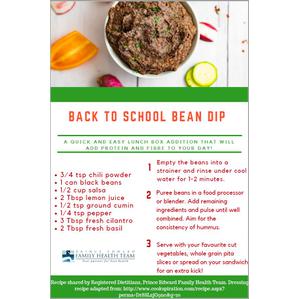 BACK TO SCHOOL BEAN DIP
A QUICK AND EASY LUNCH BOX ADDITION THAT WILL
ADD PROTEIN AND FIBRE TO YOUR DAY!
3/4 tsp chili powder
1 can black beans
1/2 cup salsa
2 Tbsp lemon juice
1/2 tsp ground cumin
1/4 tsp pepper
3 Tbsp fresh cilantro
2 Tbsp fresh basil
1 Empty the beans into a
strainer and rinse under cool
water for 1-2 minutes.
2 Puree beans in a food processor
or blender. Add remaining
ingredients and pulse until well
combined. Aim for the
consistency of hummus.
3 Serve with your favourite cut
vegetables, whole grain pita
slices or spread on your sandwich
for an extra kick!
PRINCE EDWARD
FAMILY HEALTH TEAM
Recipe shared by Registered Dietitians, Prince Edward Family Health Team. Dressing
recipe adapted from: http://www.cookspiration.com/recipe.aspx?